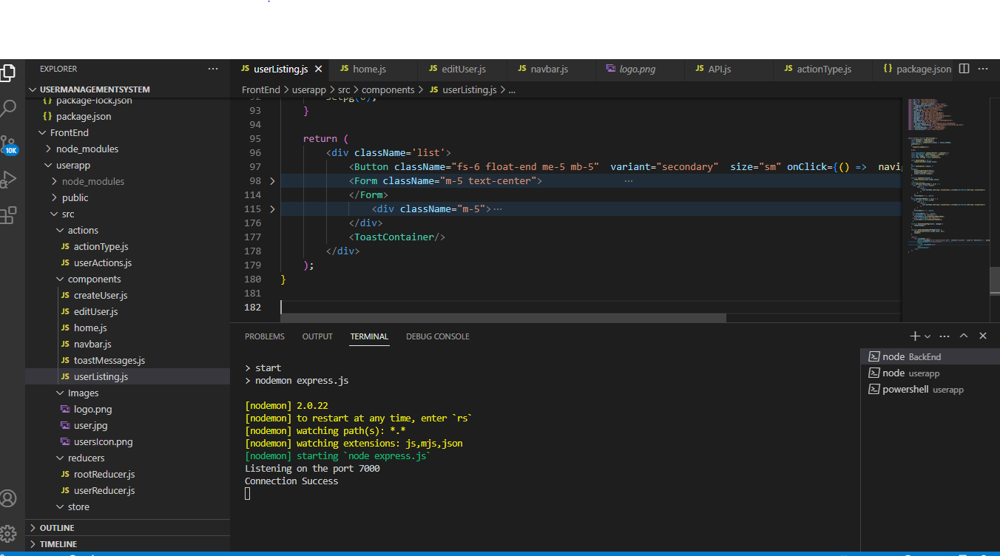 EXPLORER
···
JS userListing.js
JS home.js
JS editUser.js
JS navbar.js
logo.png
JS API.js
JS actionType.js
{} package.json
···
USERMANAGEMENTSYSTEM
{} package-lock.json
{} package.json
FrontEnd
> node_modules
userapp
> node_modules
> public
src
actions
JS actionType.js
JS userActions.js
components
JS createUser.js
JS editUser.js
JS home.js
JS navbar.js
JS toastMessages.js
JS userListing.js
Images
logo.png
user.jpg
usersIcon.png
reducers
JS rootReducer.js
JS userReducer.js
store
> OUTLINE
> TIMELINE
10K
FrontEnd > userapp > src > components > JS userListing.js > ...
92 setpg(0);
93 }
94
95 return (
96 <div className='list'>
97 <Button className="fs-6 float-end me-5 mb-5" variant="secondary" size="sm" onClick={() => navi
98 > <Form className="m-5 text-center"> ···
114 </Form>
115 > <div className="m-5">···
176 </div>
177 <ToastContainer/>
178 </div>
179 );
180 }
181
182
PROBLEMS OUTPUT TERMINAL DEBUG CONSOLE
> start
> nodemon express.js
[nodemon] 2.0.22
[nodemon] to restart at any time, enter `rs`
[nodemon] watching path(s): *.*
[nodemon] watching extensions: js,mjs,json
[nodemon] starting `node express.js`
Listening on the port 7000
Connection Success
node BackEnd
node userapp
powershell userapp